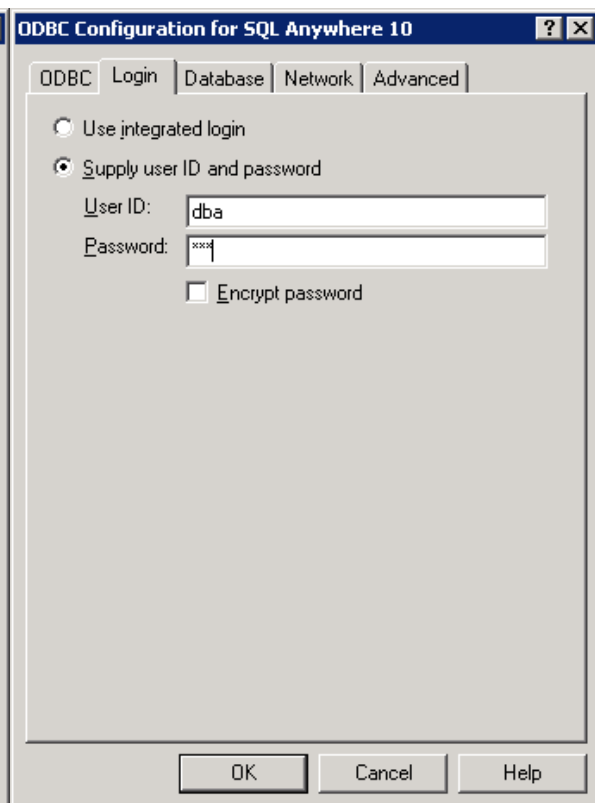 ODBC Configuration for SQL Anywhere 10 ? X
ODBC Login Database Network Advanced
Use integrated login
Supply user ID and password
User ID: dba
Password: ***
Encrypt password
OK Cancel Help